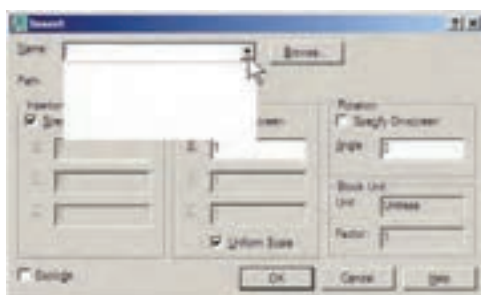 Insert
Name:
Browse...
Path:
Rotation
Specify On-screen
Angle:
Block Unit
Unit: Unitless
Factor: 1
Uniform Scale
Explode
OK Cancel Help